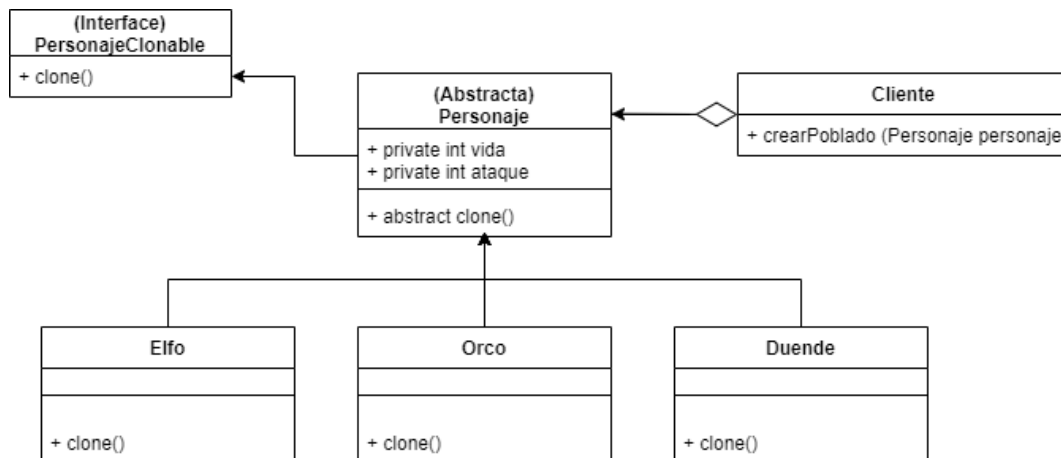 (Interface)
PersonajeClonable
+ clone()
(Abstracta)
Personaje
+ private int vida
+ private int ataque
+ abstract clone()
Cliente
+ crearPoblado (Personaje personaje
Elfo
+ clone()
Orco
+ clone()
Duende
+ clone()